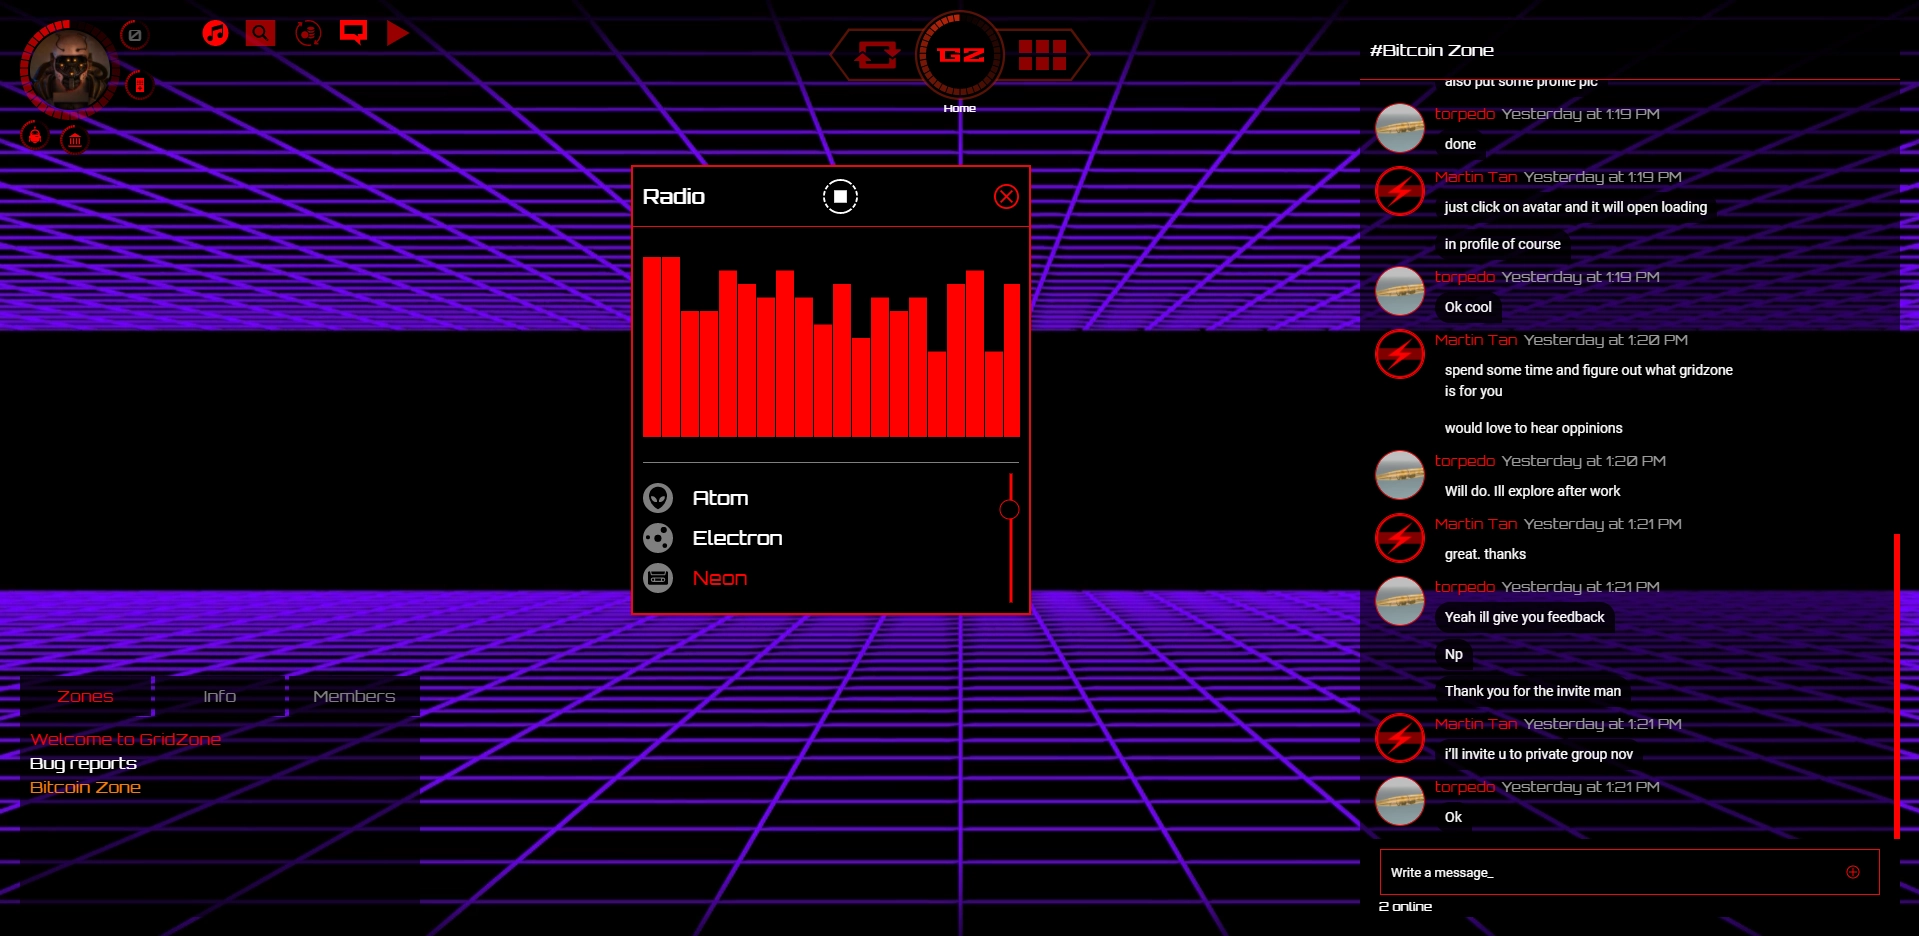 GZ
Home
Radio
Atom
Electron
Neon
Zones
Info
Members
Welcome to GridZone
Bug reports
Bitcoin Zone
#Bitcoin Zone
also put some profile pic
torpedo Yesterday at 1:19 PM
done
Martin Tan Yesterday at 1:19 PM
just click on avatar and it will open loading
in profile of course
torpedo Yesterday at 1:19 PM
Ok cool
Martin Tan Yesterday at 1:20 PM
spend some time and figure out what gridzone
is for you
would love to hear oppinions
torpedo Yesterday at 1:20 PM
Will do. Ill explore after work
Martin Tan Yesterday at 1:21 PM
great. thanks
torpedo Yesterday at 1:21 PM
Yeah ill give you feedback
Np
Thank you for the invite man
Martin Tan Yesterday at 1:21 PM
i'll invite u to private group nov
torpedo Yesterday at 1:21 PM
Ok
Write a message_
2 online